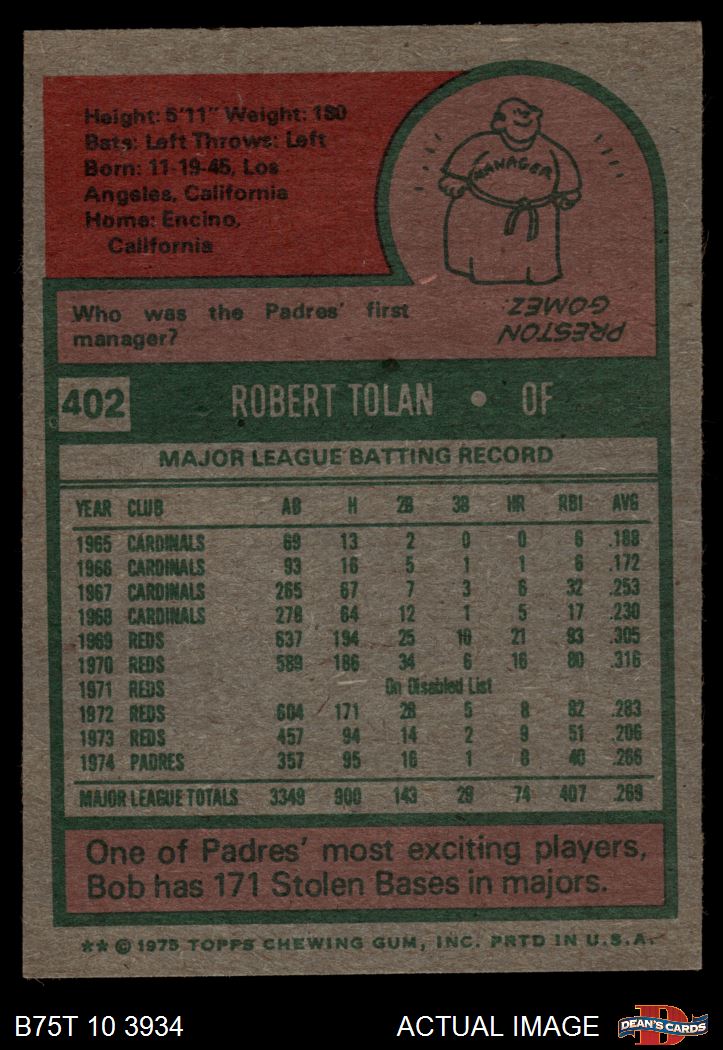 Height: 5'11" Weight: 180
Bats: Left Throws: Left
Born: 11-19-45, Los
Angeles, California
Home: Encino,
California
MANAGER
Who was the Padres' first
manager?
PRESTON
GOMEZ.
402 ROBERT TOLAN • OF
MAJOR LEAGUE BATTING RECORD
YEAR CLUB AB H 2B 3B HR RBI AVG
1965 CARDINALS 69 13 2 0 0 6 .188
1966 CARDINALS 93 16 5 1 1 6 .172
1967 CARDINALS 265 67 7 3 6 32 .253
1968 CARDINALS 278 64 12 1 5 17 .230
1969 REDS 637 194 25 10 21 93 .305
1970 REDS 589 186 34 6 16 80 .316
1971 REDS On Disabled List
1972 REDS 604 171 28 5 8 82 .283
1973 REDS 457 94 14 2 9 51 .206
1974 PADRES 357 95 16 1 8 40 .266
MAJOR LEAGUE TOTALS 3349 900 143 29 74 407 .269
One of Padres' most exciting players,
Bob has 171 Stolen Bases in majors.
** © 1975 TOPPS CHEWING GUM, INC. PRTD IN U.S.A.
B75T 10 3934 ACTUAL IMAGE D DEAN'S CARDS